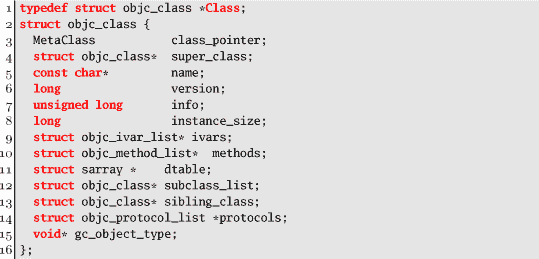 1 typedef struct objc_class *Class;
2 struct objc_class {
3 MetaClass class_pointer;
4 struct objc_class* super_class;
5 const char* name;
6 long version;
7 unsigned long info;
8 long instance_size;
9 struct objc_ivar_list* ivars;
10 struct objc_method_list* methods;
11 struct sarray * dtable;
12 struct objc_class* subclass_list;
13 struct objc_class* sibling_class;
14 struct objc_protocol_list *protocols;
15 void* gc_object_type;
16 };